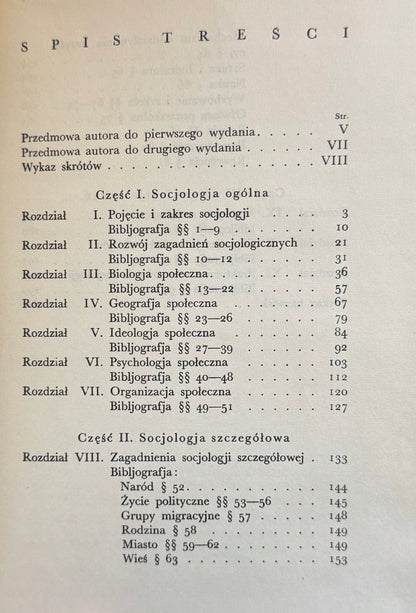 SPIS TREŚCI
Str.
Przedmowa autora do pierwszego wydania . . . . . V
Przedmowa autora do drugiego wydania . . . . . VII
Wykaz skrótów . . . . . . . . . . . . . VIII
Część I. Socjologja ogólna
Rozdział I. Pojęcie i zakres socjologji . . . . . . 3
Bibljografja §§ 1—9 . . . . . . . . 10
Rozdział II. Rozwój zagadnień socjologicznych . . . 21
Bibljografja §§ 10—12 . . . . . . . 31
Rozdział III. Biologja społeczna . . . . . . . . . 36
Bibljografja §§ 13—22 . . . . . . . 57
Rozdział IV. Geografja społeczna . . . . . . . . 67
Bibljografja §§ 23—26 . . . . . . . 79
Rozdział V. Ideologja społeczna . . . . . . . . 84
Bibljografja §§ 27—39 . . . . . . . 92
Rozdział VI. Psychologja społeczna . . . . . . . 103
Bibljografja §§ 40—48 . . . . . . . 112
Rozdział VII. Organizacja społeczna . . . . . . . 120
Bibljografja §§ 49—51 . . . . . . . 127
Część II. Socjologja szczegółowa
Rozdział VIII. Zagadnienia socjologji szczegółowej . . 133
Bibljografja:
Naród § 52. . . . . . . . . . . 144
Życie polityczne §§ 53—56 . . . . . 145
Grupy migracyjne § 57 . . . . . . 148
Rodzina § 58 . . . . . . . . . 149
Miasto §§ 59—62 . . . . . . . . 149
Wieś § 63 . . . . . . . . . . 153